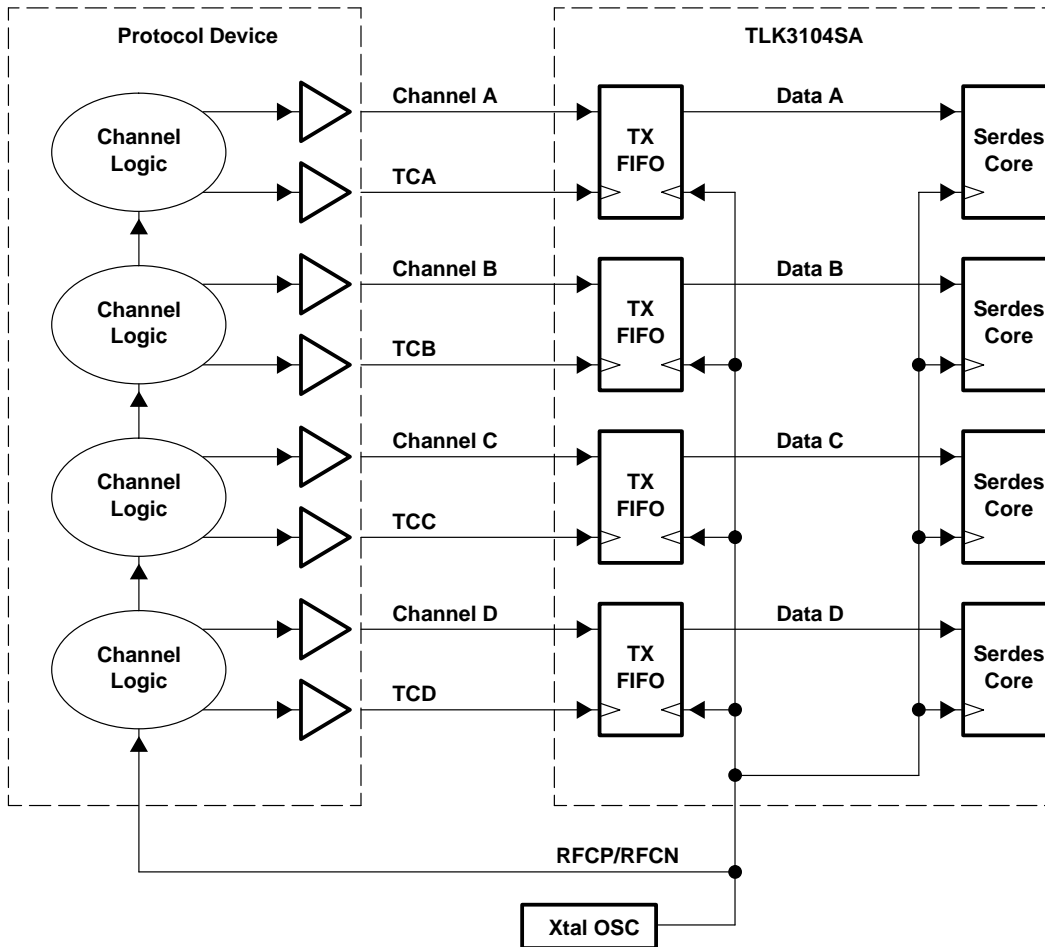 Protocol Device
TLK3104SA
Channel
Logic
Channel A
TCA
TX
FIFO
Data A
Serdes
Core
Channel
Logic
Channel B
TCB
TX
FIFO
Data B
Serdes
Core
Channel
Logic
Channel C
TCC
TX
FIFO
Data C
Serdes
Core
Channel
Logic
Channel D
TCD
TX
FIFO
Data D
Serdes
Core
RFCP/RFCN
Xtal OSC